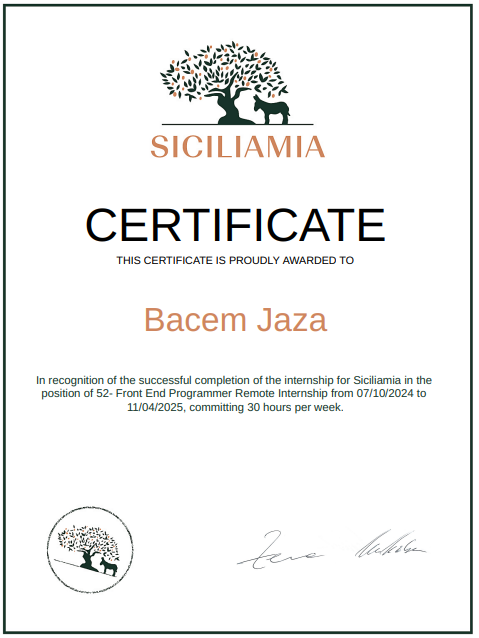 SICILIAMIA
CERTIFICATE
THIS CERTIFICATE IS PROUDLY AWARDED TO
Bacem Jaza
In recognition of the successful completion of the internship for Siciliamia in the
position of 52- Front End Programmer Remote Internship from 07/10/2024 to
11/04/2025, committing 30 hours per week.